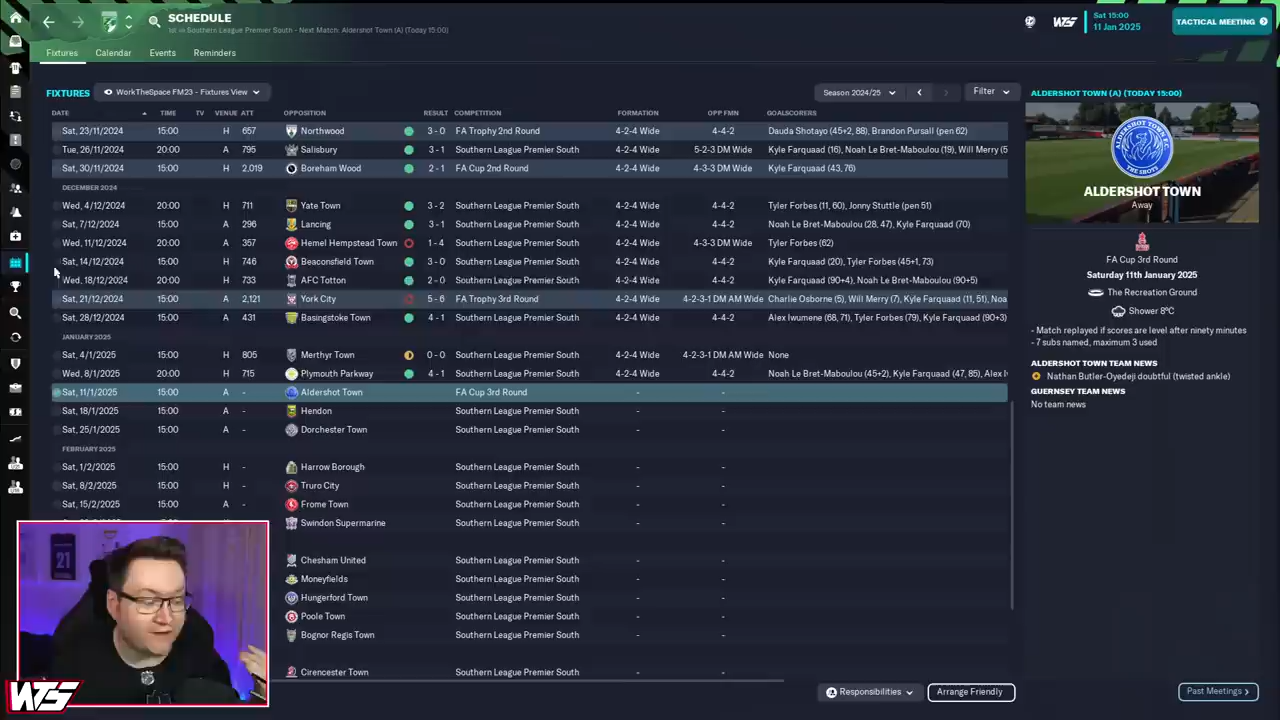 SCHEDULE
1st in Southern League Premier South - Next Match: Aldershot Town (A) (Today 15:00)
WTS
Sat 15:00
11 Jan 2025
TACTICAL MEETING
Fixtures Calendar Events Reminders
FIXTURES WorkTheSpace FM23 - Fixtures View Season 2024/25 Filter
DATE TIME TV VENUE ATT OPPOSITION RESULT COMPETITION FORMATION OPP FMN GOALSCORERS
Sat, 23/11/2024 15:00 H 657 Northwood 3 - 0 FA Trophy 2nd Round 4-2-4 Wide 4-4-2 Dauda Shotayo (45+2, 88), Brandon Pursall (pen 62)
Tue, 26/11/2024 20:00 A 795 Salisbury 3 - 1 Southern League Premier South 4-2-4 Wide 5-2-3 DM Wide Kyle Farquaad (16), Noah Le Bret-Maboulou (19), Will Merry (5
Sat, 30/11/2024 15:00 H 2,019 Boreham Wood 2 - 1 FA Cup 2nd Round 4-2-4 Wide 4-3-3 DM Wide Kyle Farquaad (43, 76)
DECEMBER 2024
Wed, 4/12/2024 20:00 H 711 Yate Town 3 - 2 Southern League Premier South 4-2-4 Wide 4-4-2 Tyler Forbes (11, 60), Jonny Stuttle (pen 51)
Sat, 7/12/2024 15:00 A 296 Lancing 3 - 1 Southern League Premier South 4-2-4 Wide 4-4-2 Noah Le Bret-Maboulou (28, 47), Kyle Farquaad (70)
Wed, 11/12/2024 20:00 A 357 Hemel Hempstead Town 1 - 4 Southern League Premier South 4-2-4 Wide 4-3-3 DM Wide Tyler Forbes (62)
Sat, 14/12/2024 15:00 H 746 Beaconsfield Town 3 - 0 Southern League Premier South 4-2-4 Wide 4-4-2 Kyle Farquaad (20), Tyler Forbes (45+1, 73)
Wed, 18/12/2024 20:00 H 733 AFC Totton 2 - 0 Southern League Premier South 4-2-4 Wide 4-4-2 Kyle Farquaad (90+4), Noah Le Bret-Maboulou (90+5)
Sat, 21/12/2024 15:00 A 2,121 York City 5 - 6 FA Trophy 3rd Round 4-2-4 Wide 4-2-3-1 DM AM Wide Charlie Osborne (5), Will Merry (7), Kyle Farquaad (11, 51), Noa
Sat, 28/12/2024 15:00 A 431 Basingstoke Town 4 - 1 Southern League Premier South 4-2-4 Wide 4-4-2 Alex Iwumene (68, 71), Tyler Forbes (79), Kyle Farquaad (90+3)
JANUARY 2025
Sat, 4/1/2025 15:00 H 805 Merthyr Town 0 - 0 Southern League Premier South 4-2-4 Wide 4-2-3-1 DM AM Wide None
Wed, 8/1/2025 20:00 H 715 Plymouth Parkway 4 - 1 Southern League Premier South 4-2-4 Wide 4-4-2 Noah Le Bret-Maboulou (45+2), Kyle Farquaad (47, 85), Alex I
Sat, 11/1/2025 15:00 A - Aldershot Town FA Cup 3rd Round - -
Sat, 18/1/2025 15:00 A - Hendon Southern League Premier South - -
Sat, 25/1/2025 15:00 A - Dorchester Town Southern League Premier South - -
FEBRUARY 2025
Sat, 1/2/2025 15:00 H - Harrow Borough Southern League Premier South - -
Sat, 8/2/2025 15:00 H - Truro City Southern League Premier South - -
Sat, 15/2/2025 15:00 A - Frome Town Southern League Premier South - -
Swindon Supermarine Southern League Premier South - -
Chesham United Southern League Premier South - -
Moneyfields Southern League Premier South - -
Hungerford Town Southern League Premier South - -
Poole Town Southern League Premier South - -
Bognor Regis Town Southern League Premier South - -
Cirencester Town Southern League Premier South - -
Responsibilities Arrange Friendly
ALDERSHOT TOWN (A) (TODAY 15:00)
ALDERSHOT TOWN F.C.
THE SHOTS
ALDERSHOT TOWN
Away
FA Cup 3rd Round
Saturday 11th January 2025
The Recreation Ground
Shower 8ºC
- Match replayed if scores are level after ninety minutes
- 7 subs named, maximum 3 used
ALDERSHOT TOWN TEAM NEWS
Nathan Butler-Oyedeji doubtful (twisted ankle)
GUERNSEY TEAM NEWS
No team news
Past Meetings
21
WTS